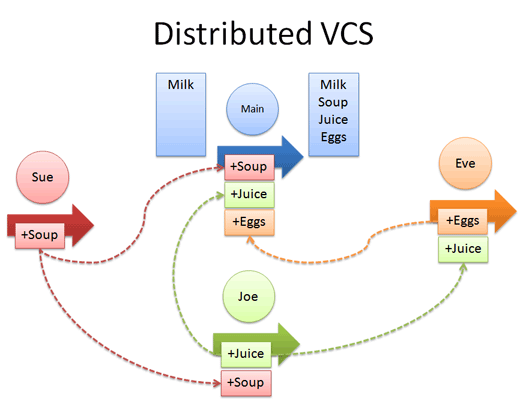 Distributed VCS
Milk
Main
Milk
Soup
Juice
Eggs
Sue
+Soup
+Soup
+Juice
+Eggs
Eve
+Eggs
+Juice
Joe
+Juice
+Soup